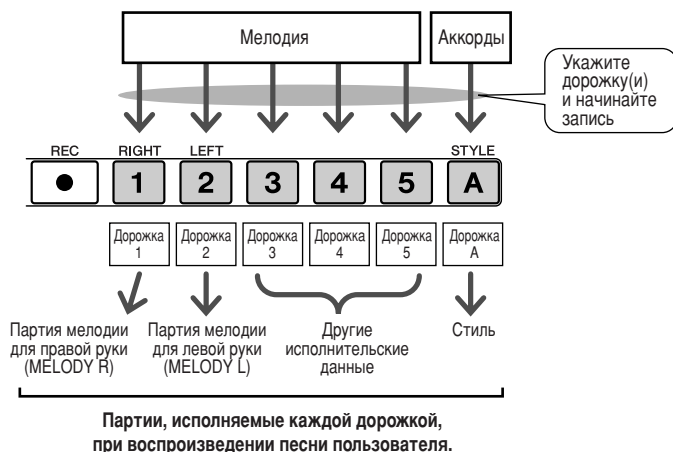 Мелодия
Аккорды
Укажите
дорожку(и)
и начинайте
запись
REC
RIGHT
LEFT
STYLE
1
2
3
4
5
A
Дорожка
1
Дорожка
2
Дорожка
3
Дорожка
4
Дорожка
5
Дорожка
A
Партия мелодии
для правой руки
(MELODY R)
Партия мелодии
для левой руки
(MELODY L)
Другие
исполнительские
данные
Стиль
Партии, исполняемые каждой дорожкой,
при воспроизведении песни пользователя.